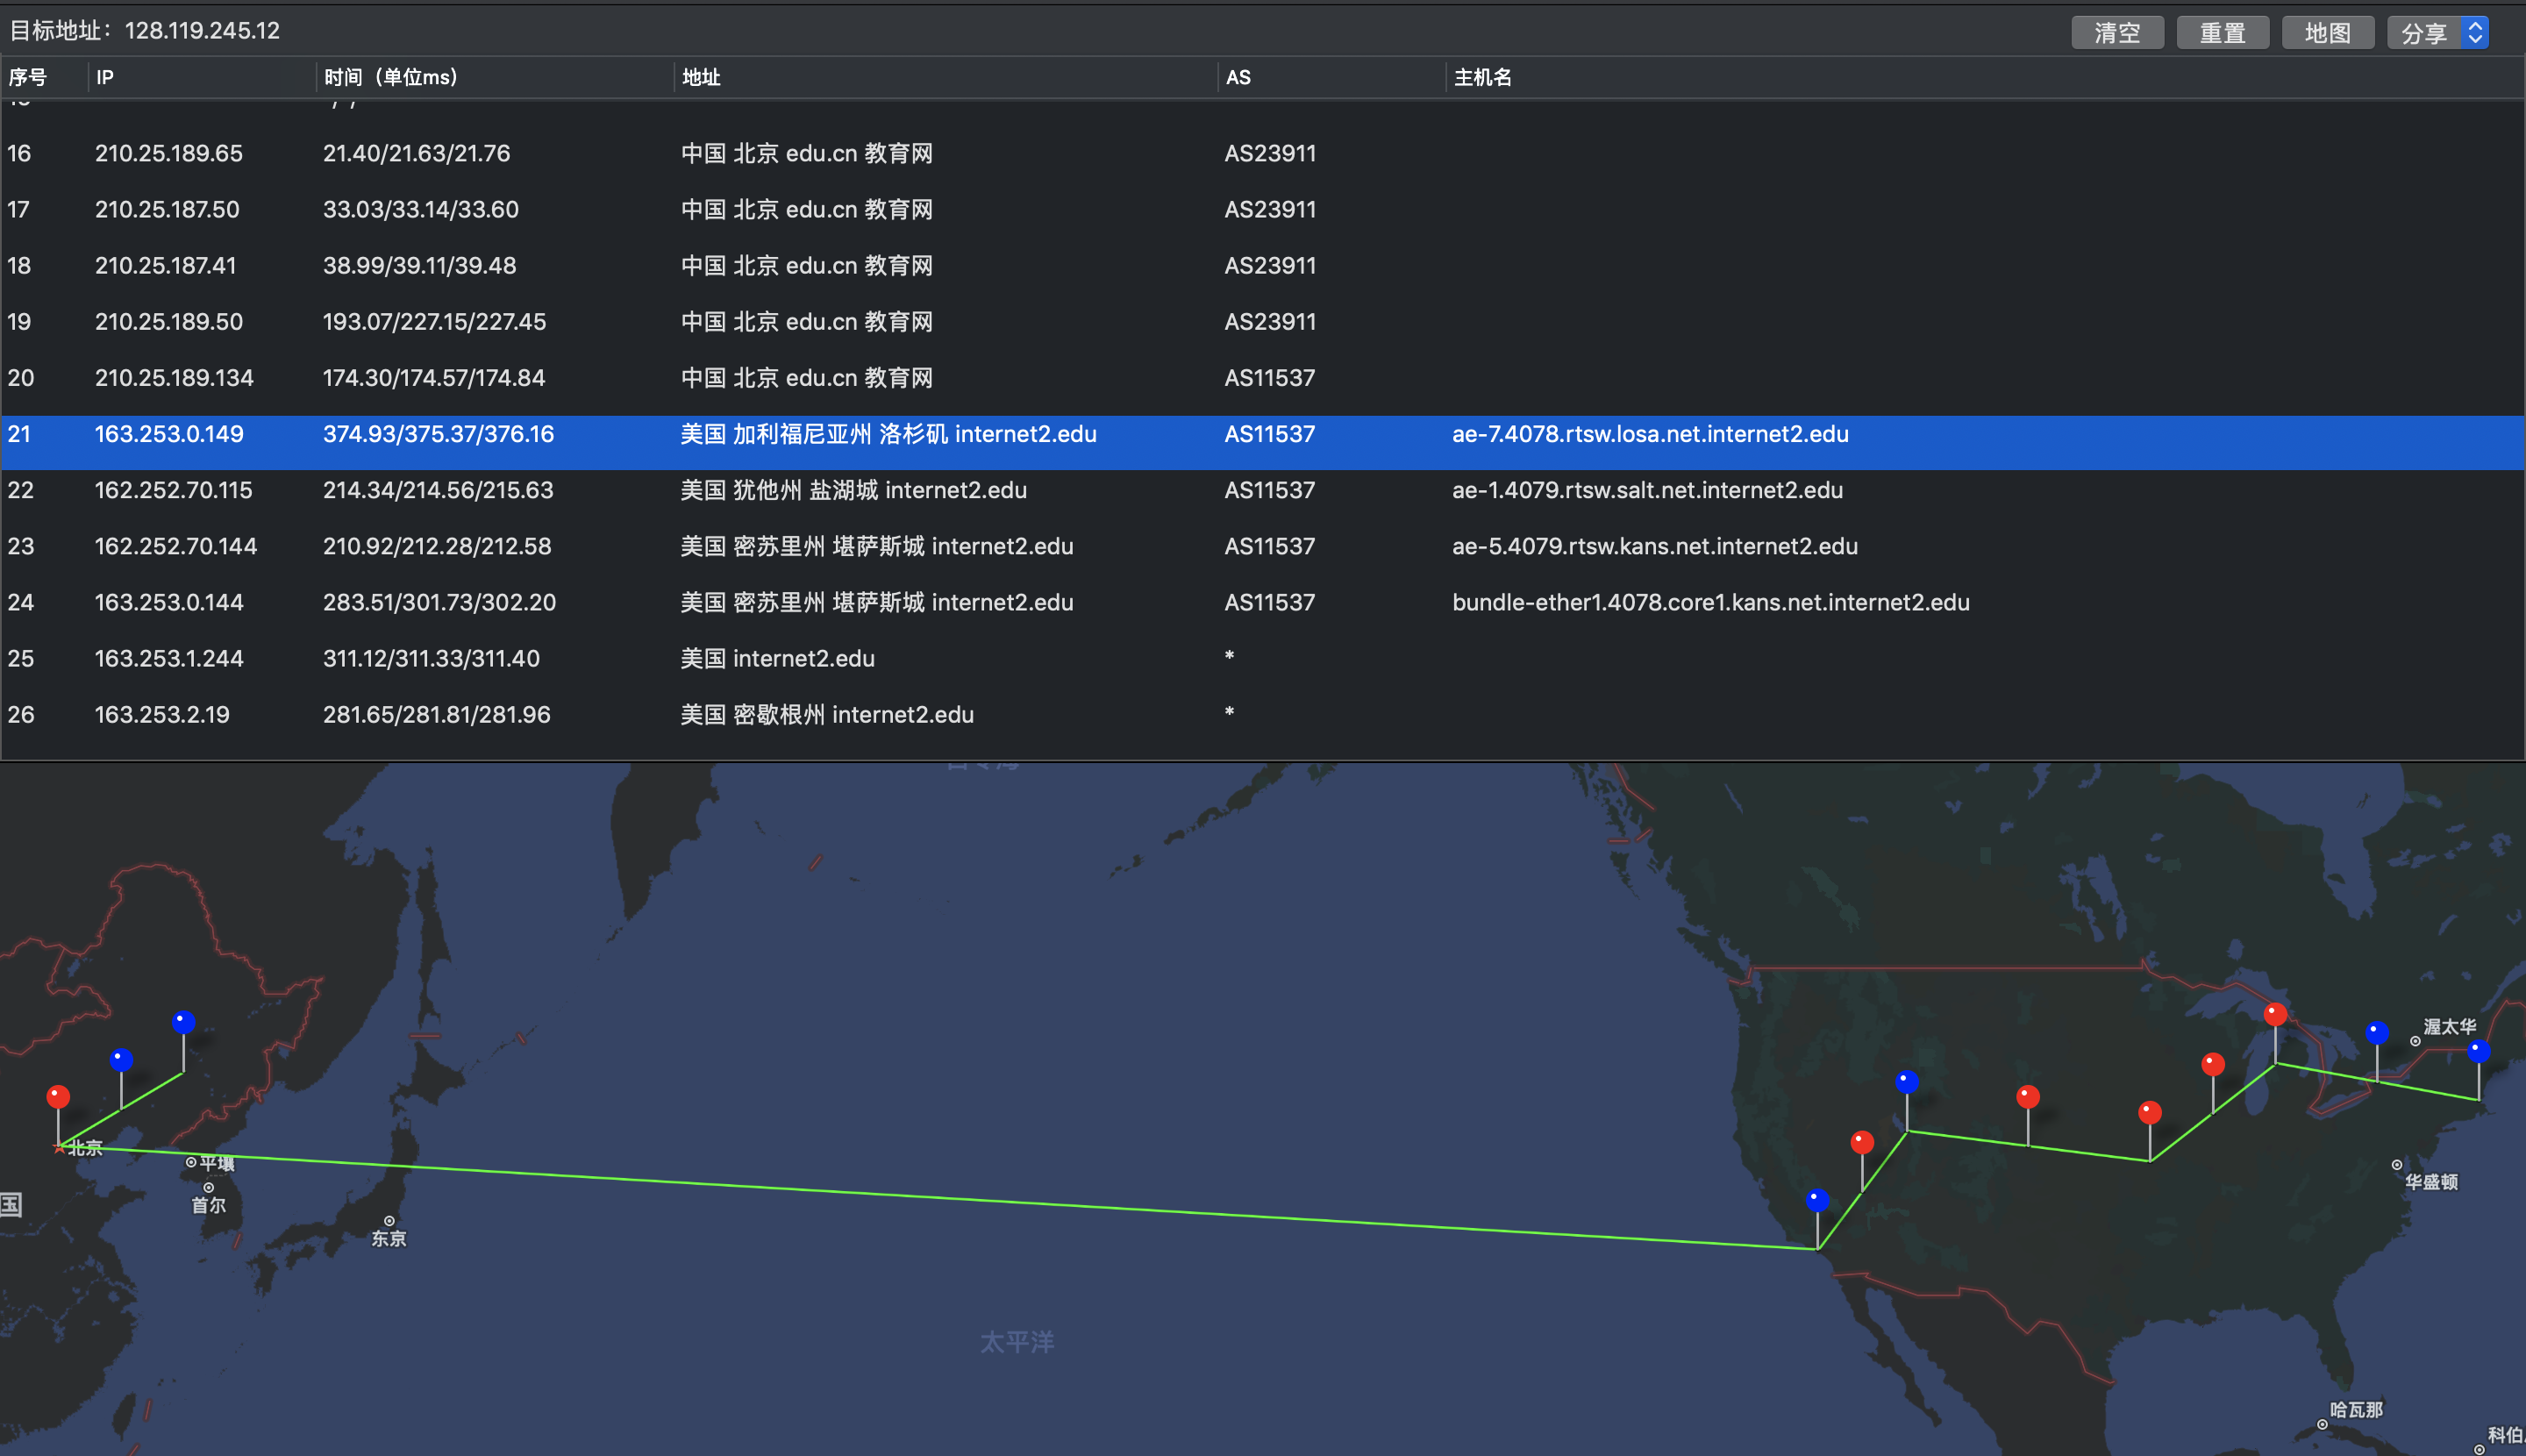 目标地址：128.119.245.12 清空 重置 地图 分享
序号 IP 时间（单位ms） 地址 AS 主机名
16 210.25.189.65 21.40/21.63/21.76 中国 北京 edu.cn 教育网 AS23911
17 210.25.187.50 33.03/33.14/33.60 中国 北京 edu.cn 教育网 AS23911
18 210.25.187.41 38.99/39.11/39.48 中国 北京 edu.cn 教育网 AS23911
19 210.25.189.50 193.07/227.15/227.45 中国 北京 edu.cn 教育网 AS23911
20 210.25.189.134 174.30/174.57/174.84 中国 北京 edu.cn 教育网 AS11537
21 163.253.0.149 374.93/375.37/376.16 美国 加利福尼亚州 洛杉矶 internet2.edu AS11537 ae-7.4078.rtsw.losa.net.internet2.edu
22 162.252.70.115 214.34/214.56/215.63 美国 犹他州 盐湖城 internet2.edu AS11537 ae-1.4079.rtsw.salt.net.internet2.edu
23 162.252.70.144 210.92/212.28/212.58 美国 密苏里州 堪萨斯城 internet2.edu AS11537 ae-5.4079.rtsw.kans.net.internet2.edu
24 163.253.0.144 283.51/301.73/302.20 美国 密苏里州 堪萨斯城 internet2.edu AS11537 bundle-ether1.4078.core1.kans.net.internet2.edu
25 163.253.1.244 311.12/311.33/311.40 美国 internet2.edu *
26 163.253.2.19 281.65/281.81/281.96 美国 密歇根州 internet2.edu *
渥太华
北京
平壤
华盛顿
国
首尔
东京
太平洋
哈瓦那
科伯